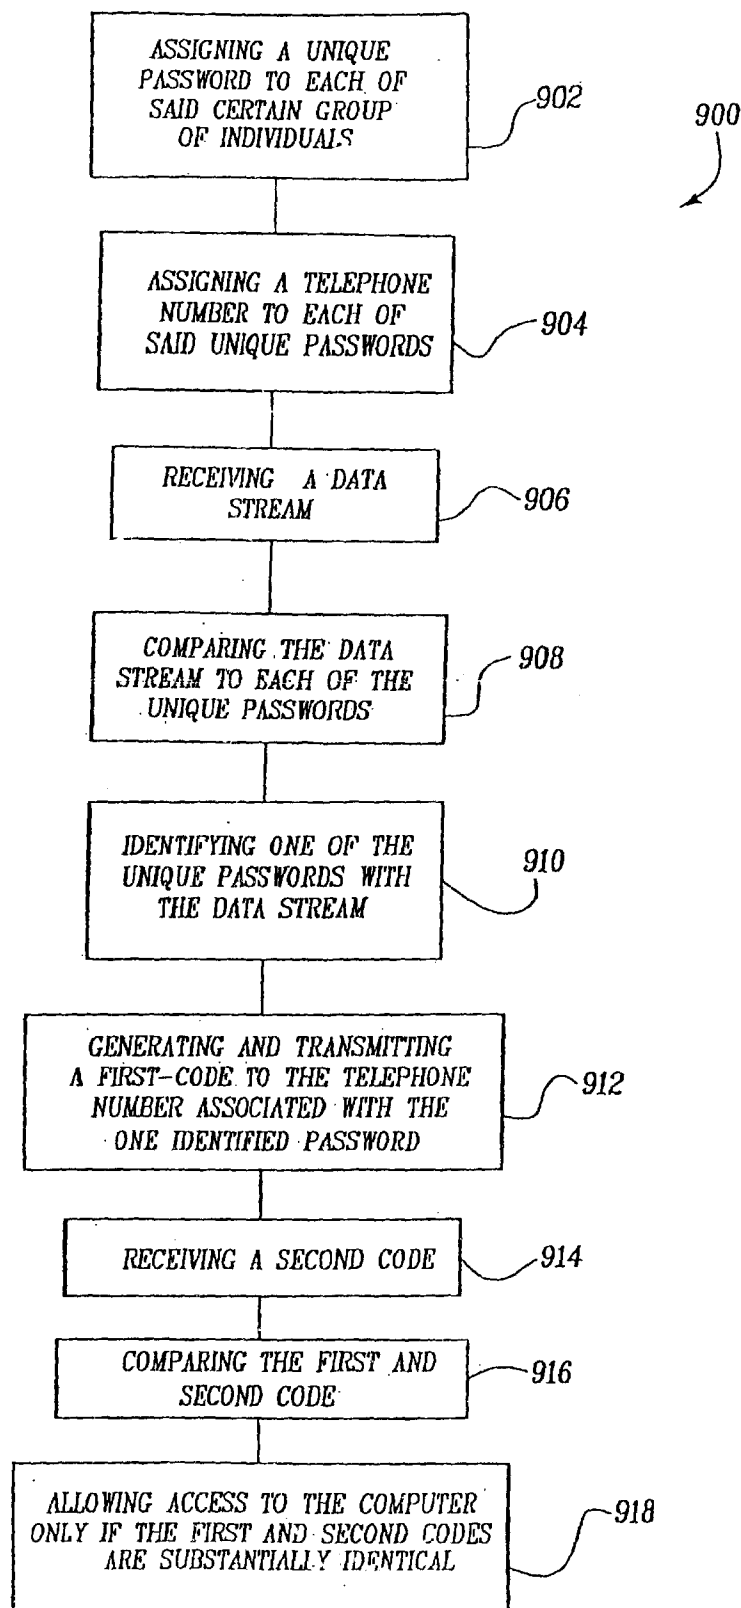 ASSIGNING A UNIQUE
PASSWORD TO EACH OF
SAID CERTAIN GROUP
OF INDIVIDUALS
902
900
ASSIGNING A TELEPHONE
NUMBER TO EACH OF
SAID UNIQUE PASSWORDS
904
RECEIVING A DATA
STREAM
906
COMPARING THE DATA
STREAM TO EACH OF THE
UNIQUE PASSWORDS
908
IDENTIFYING ONE OF THE
UNIQUE PASSWORDS WITH
THE DATA STREAM
910
GENERATING AND TRANSMITTING
A FIRST-CODE TO THE TELEPHONE
NUMBER ASSOCIATED WITH THE
ONE IDENTIFIED PASSWORD
912
RECEIVING A SECOND CODE
914
COMPARING THE FIRST AND
SECOND CODE
916
ALLOWING ACCESS TO THE COMPUTER
ONLY IF THE FIRST AND SECOND CODES
ARE SUBSTANTIALLY IDENTICAL
918